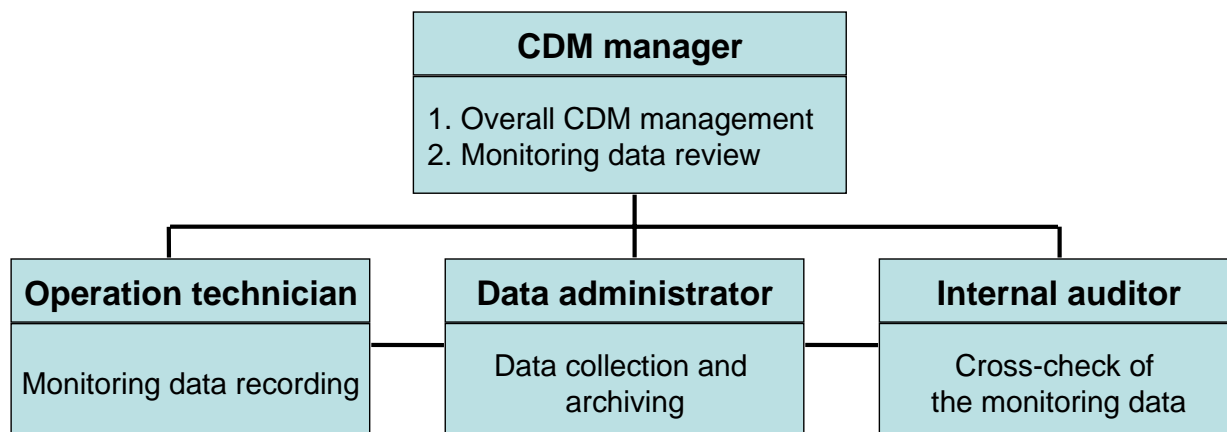 CDM manager
1. Overall CDM management
2. Monitoring data review
Operation technician
Monitoring data recording
Data administrator
Data collection and
archiving
Internal auditor
Cross-check of
the monitoring data